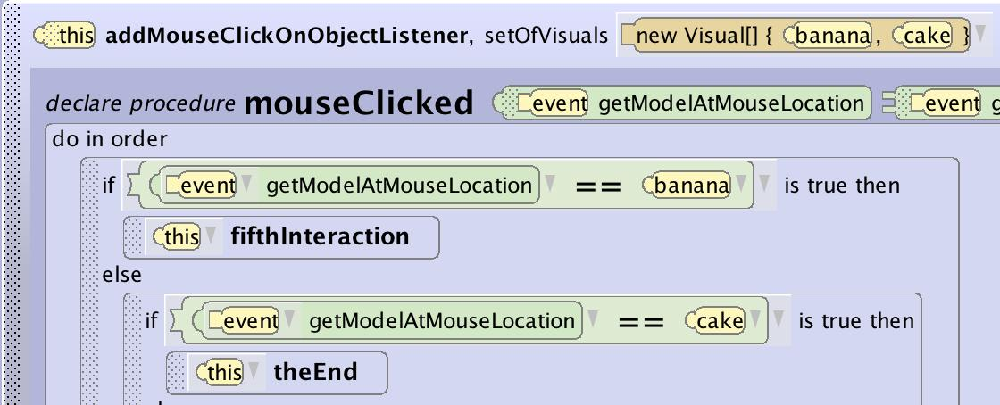 this addMouseClickOnObjectListener, setOfVisuals new Visual[] { banana, cake }
declare procedure mouseClicked event getModelAtMouseLocation event
do in order
if event getModelAtMouseLocation == banana is true then
this fifthInteraction
else
if event getModelAtMouseLocation == cake is true then
this theEnd